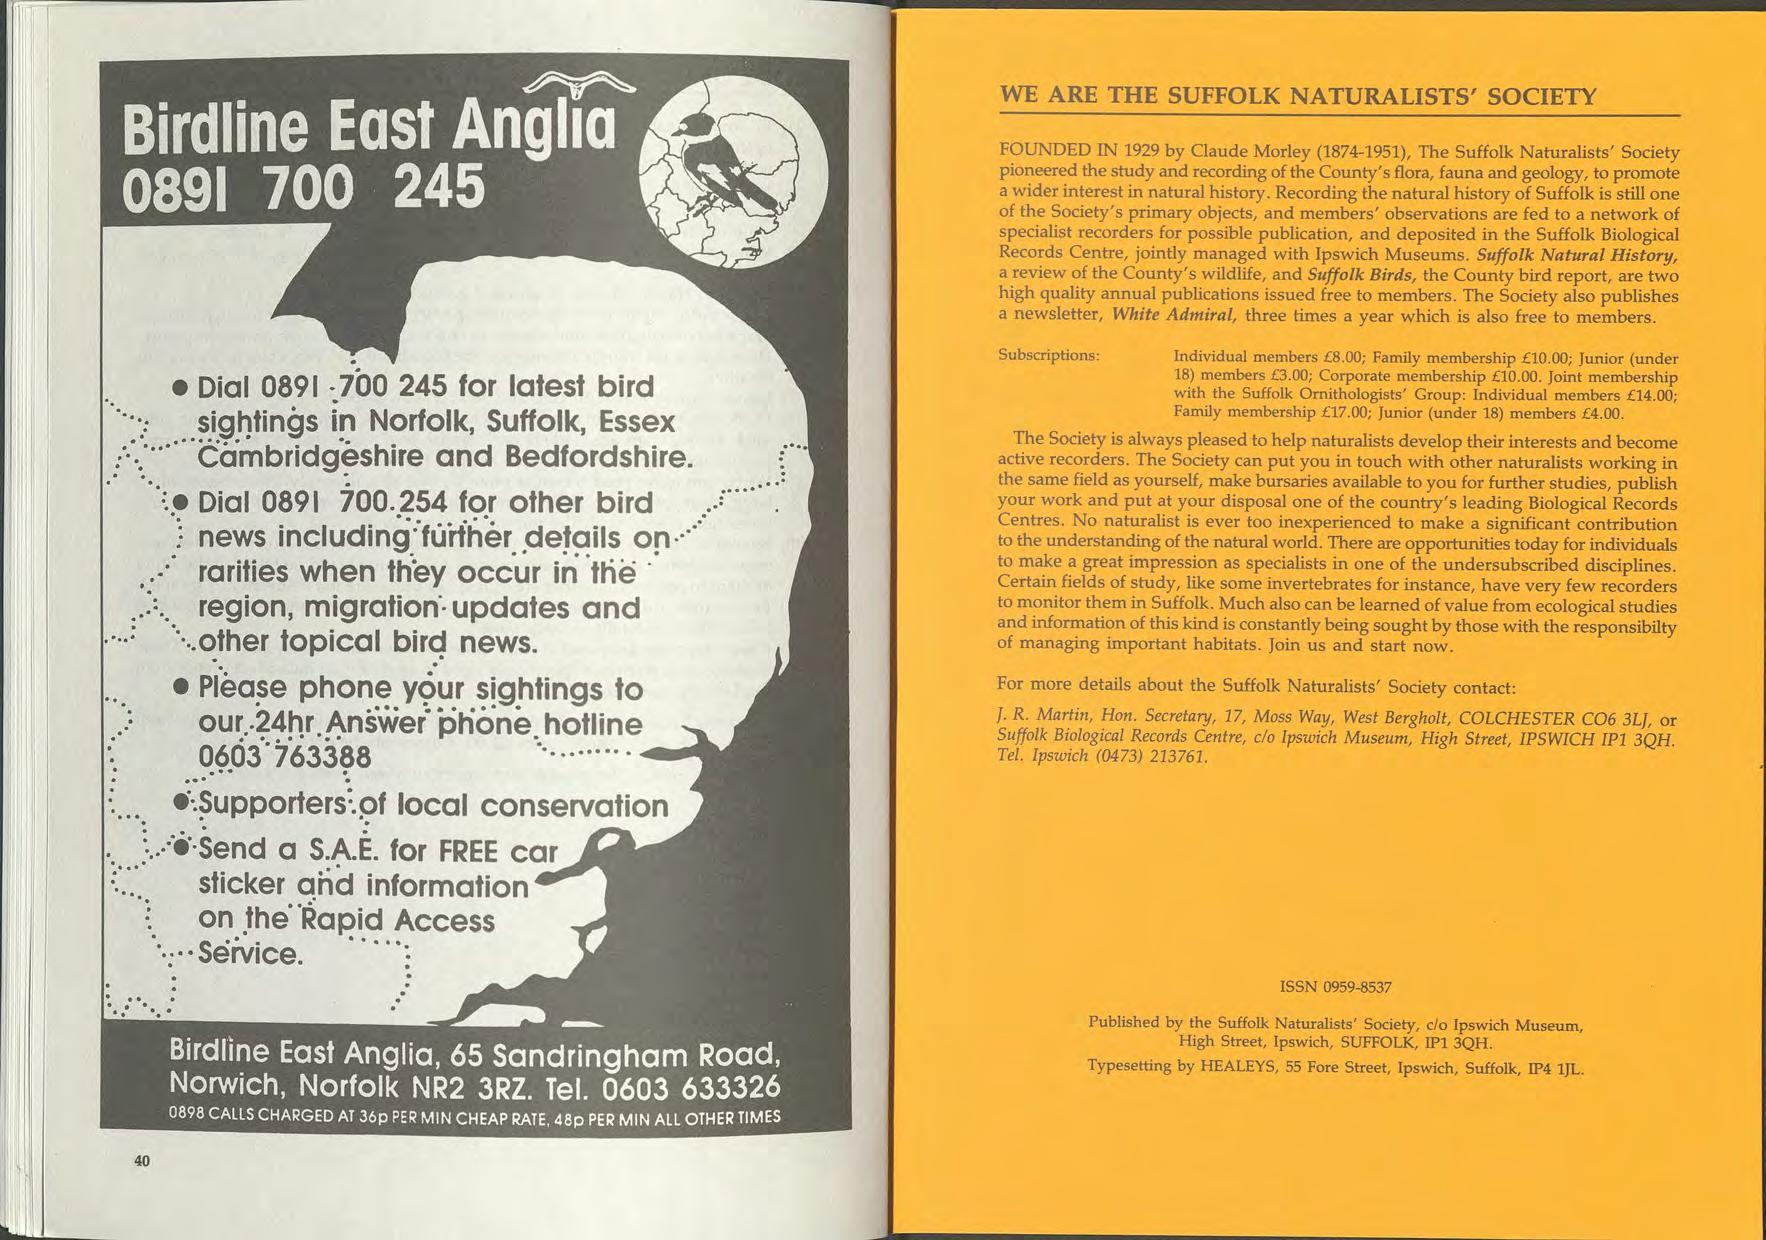 Birdline East Anglia
0891 700 245
• Dial 0891 700 245 for latest bird
sightings in Norfolk, Suffolk, Essex
Cambridgeshire and Bedfordshire.
• Dial 0891 700 254 for other bird
news including further details on
rarities when they occur in the
region, migration updates and
other topical bird news.
• Please phone your sightings to
our 24hr Answer phone hotline
0603 763388
• Supporters of local conservation
• Send a S.A.E. for FREE car
sticker and information
on the Rapid Access
Service.
Birdline East Anglia, 65 Sandringham Road,
Norwich, Norfolk NR2 3RZ. Tel. 0603 633326
0898 CALLS CHARGED AT 36p PER MIN CHEAP RATE, 48p PER MIN ALL OTHER TIMES
40
WE ARE THE SUFFOLK NATURALISTS' SOCIETY
FOUNDED IN 1929 by Claude Morley (1874-1951), The Suffolk Naturalists' Society
pioneered the study and recording of the County's flora, fauna and geology, to promote
a wider interest in natural history. Recording the natural history of Suffolk is still one
of the Society's primary objects, and members' observations are fed to a network of
specialist recorders for possible publication, and deposited in the Suffolk Biological
Records Centre, jointly managed with Ipswich Museums. Suffolk Natural History,
a review of the County's wildlife, and Suffolk Birds, the County bird report, are two
high quality annual publications issued free to members. The Society also publishes
a newsletter, White Admiral, three times a year which is also free to members.
Subscriptions: Individual members £8.00; Family membership £10.00; Junior (under
18) members £3.00; Corporate membership £10.00. Joint membership
with the Suffolk Ornithologists' Group: Individual members £14.00;
Family membership £17.00; Junior (under 18) members £4.00.
The Society is always pleased to help naturalists develop their interests and become
active recorders. The Society can put you in touch with other naturalists working in
the same field as yourself, make bursaries available to you for further studies, publish
your work and put at your disposal one of the country's leading Biological Records
Centres. No naturalist is ever too inexperienced to make a significant contribution
to the understanding of the natural world. There are opportunities today for individuals
to make a great impression as specialists in one of the undersubscribed disciplines.
Certain fields of study, like some invertebrates for instance, have very few recorders
to monitor them in Suffolk. Much also can be learned of value from ecological studies
and information of this kind is constantly being sought by those with the responsibilty
of managing important habitats. Join us and start now.
For more details about the Suffolk Naturalists' Society contact:
J. R. Martin, Hon. Secretary, 17, Moss Way, West Bergholt, COLCHESTER CO6 3LJ, or
Suffolk Biological Records Centre, c/o Ipswich Museum, High Street, IPSWICH IP1 3QH.
Tel. Ipswich (0473) 213761.
ISSN 0959-8537
Published by the Suffolk Naturalists' Society, c/o Ipswich Museum,
High Street, Ipswich, SUFFOLK, IP1 3QH.
Typesetting by HEALEYS, 55 Fore Street, Ipswich, Suffolk, IP4 1JL.